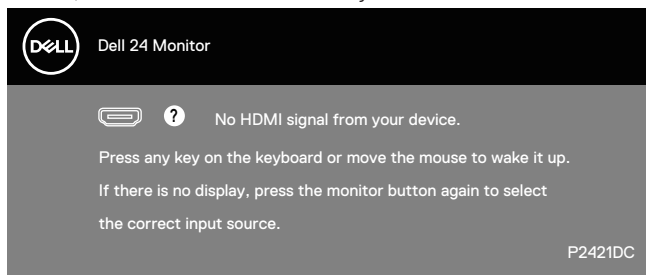 DELL
Dell 24 Monitor
? No HDMI signal from your device.
Press any key on the keyboard or move the mouse to wake it up.
If there is no display, press the monitor button again to select
the correct input source.
P2421DC